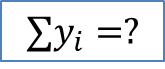 ∑yᵢ =?